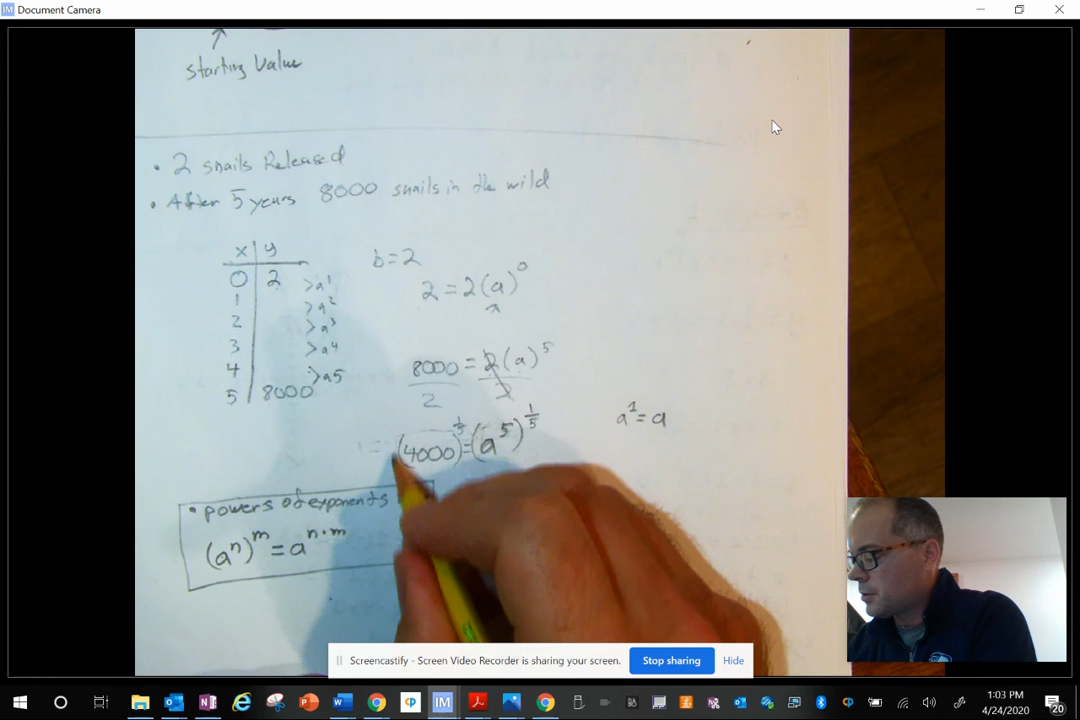 Document Camera
starting Value
• 2 snails Released
• After 5 years 8000 snails in the wild
x | y
0 | 2
1
2
3
4
5 | 8000
>a¹
>a²
>a³
>a4
>a5
b=2
2=2(a)⁰
x
8000=2(a)⁵
2 2
(4000)^1/5=(a⁵)^1/5
a¹=a
• powers of exponents
(aⁿ)ᵐ=aⁿ·ᵐ
Screencastify - Screen Video Recorder is sharing your screen.
Stop sharing
Hide
1:03 PM
4/24/2020
20